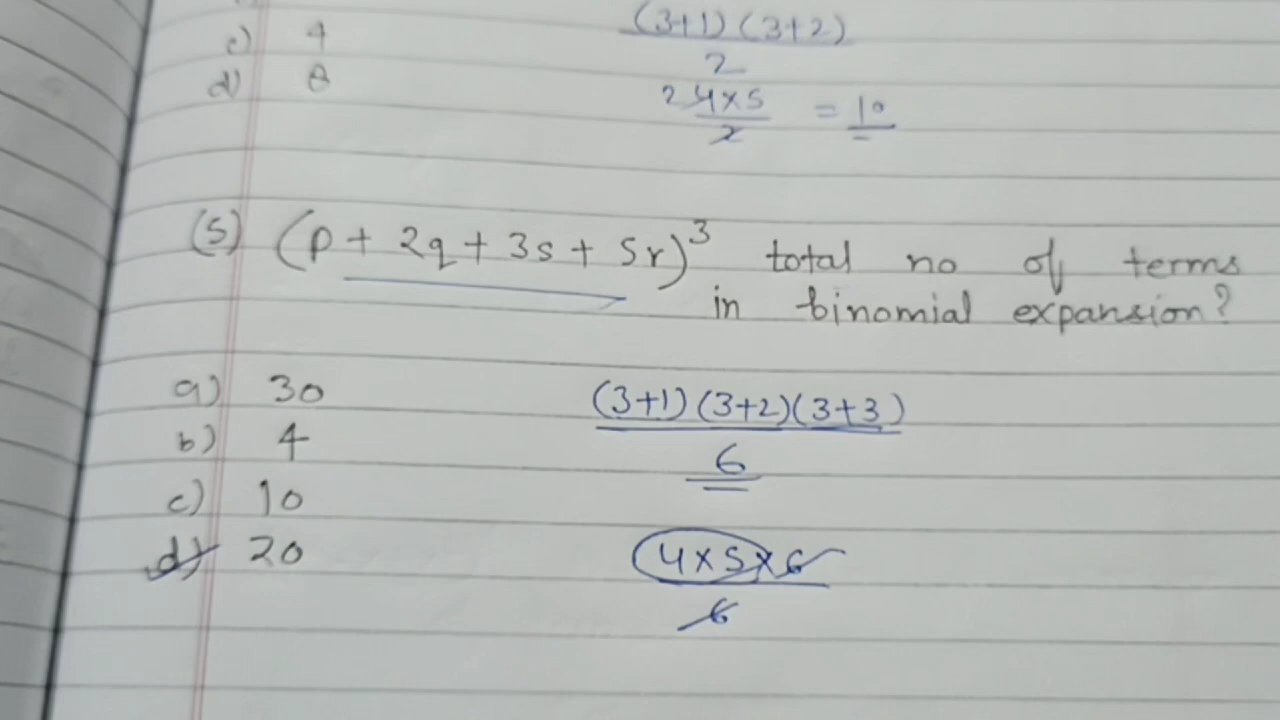 c) 4
d) 8
(3+1) (3+2)
2
2 4×5 = 10
2
(5) (p + 2q + 3s + 5r)³ total no of terms
in binomial expansion?
a) 30
b) 4
c) 10
d) 20
(3+1) (3+2)(3+3)
6
4×5×6
6